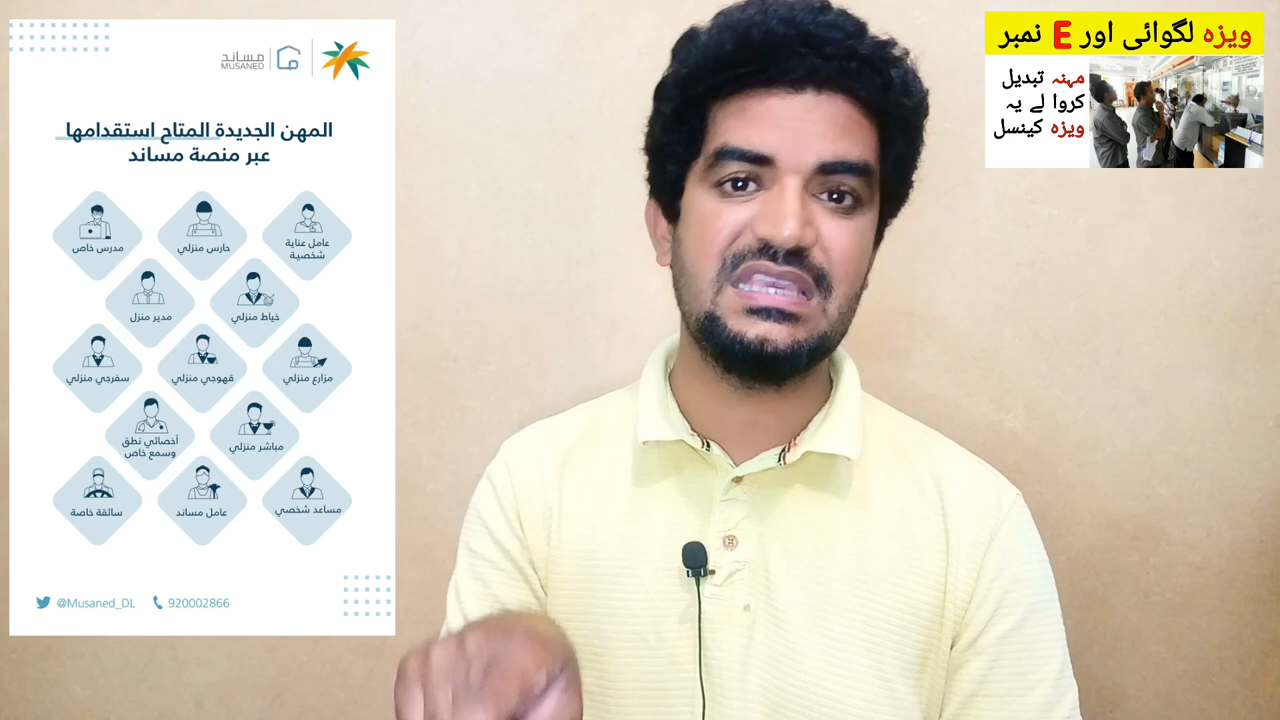 مساند
MUSANED
المهن الجديدة المتاح استقدامها
عبر منصة مساند
عامل عناية
شخصية
حارس منزلي
مدرس خاص
خياط منزلي
مدير منزل
مزارع منزلي
قهوجي منزلي
سفرجي منزلي
مباشر منزلي
أخصائي نطق
وسمع خاص
مساعد شخصي
عامل مساند
سائقة خاصة
@Musaned_DL
920002866
ویزہ لگوائی اور E نمبر
مہنہ تبدیل
کروا لے یہ
ویزہ کینسل